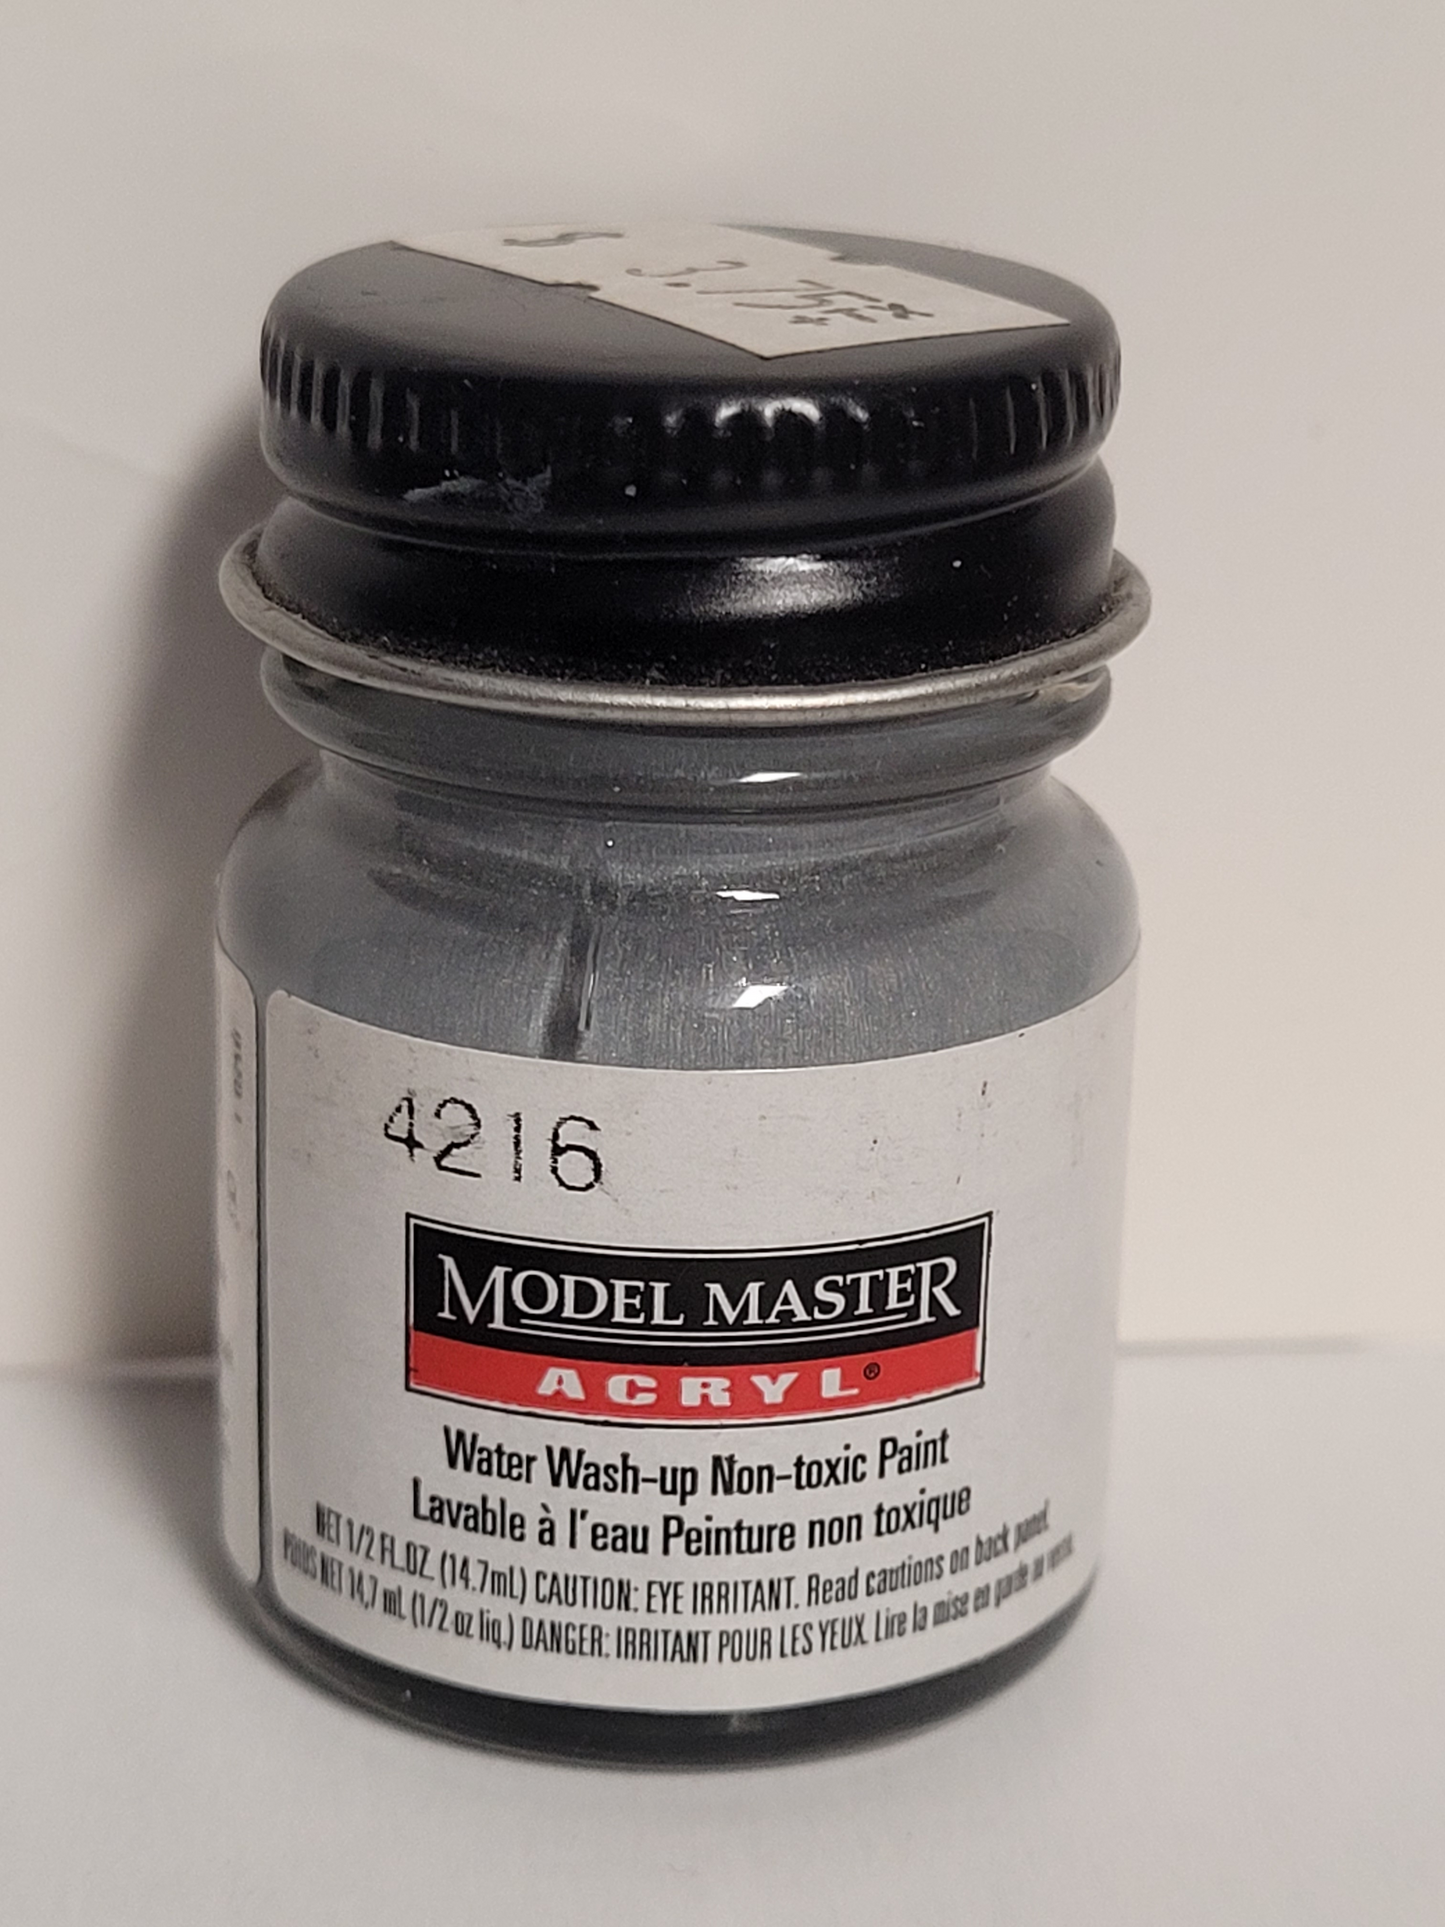 $ 3.75
4216
MODEL MASTER
ACRYL®
Water Wash-up Non-toxic Paint
Lavable à l'eau Peinture non toxique
NET 1/2 FL.OZ. (14.7mL) CAUTION: EYE IRRITANT. Read cautions on back panel.
POIDS NET 14,7 mL (1/2 oz liq.) DANGER: IRRITANT POUR LES YEUX. Lire la mise en garde au verso.